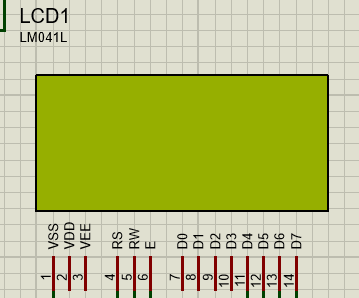 LCD1
LM041L
VSS VDD VEE RS RW E D0 D1 D2 D3 D4 D5 D6 D7
1 2 3 4 5 6 7 8 9 10 11 12 13 14